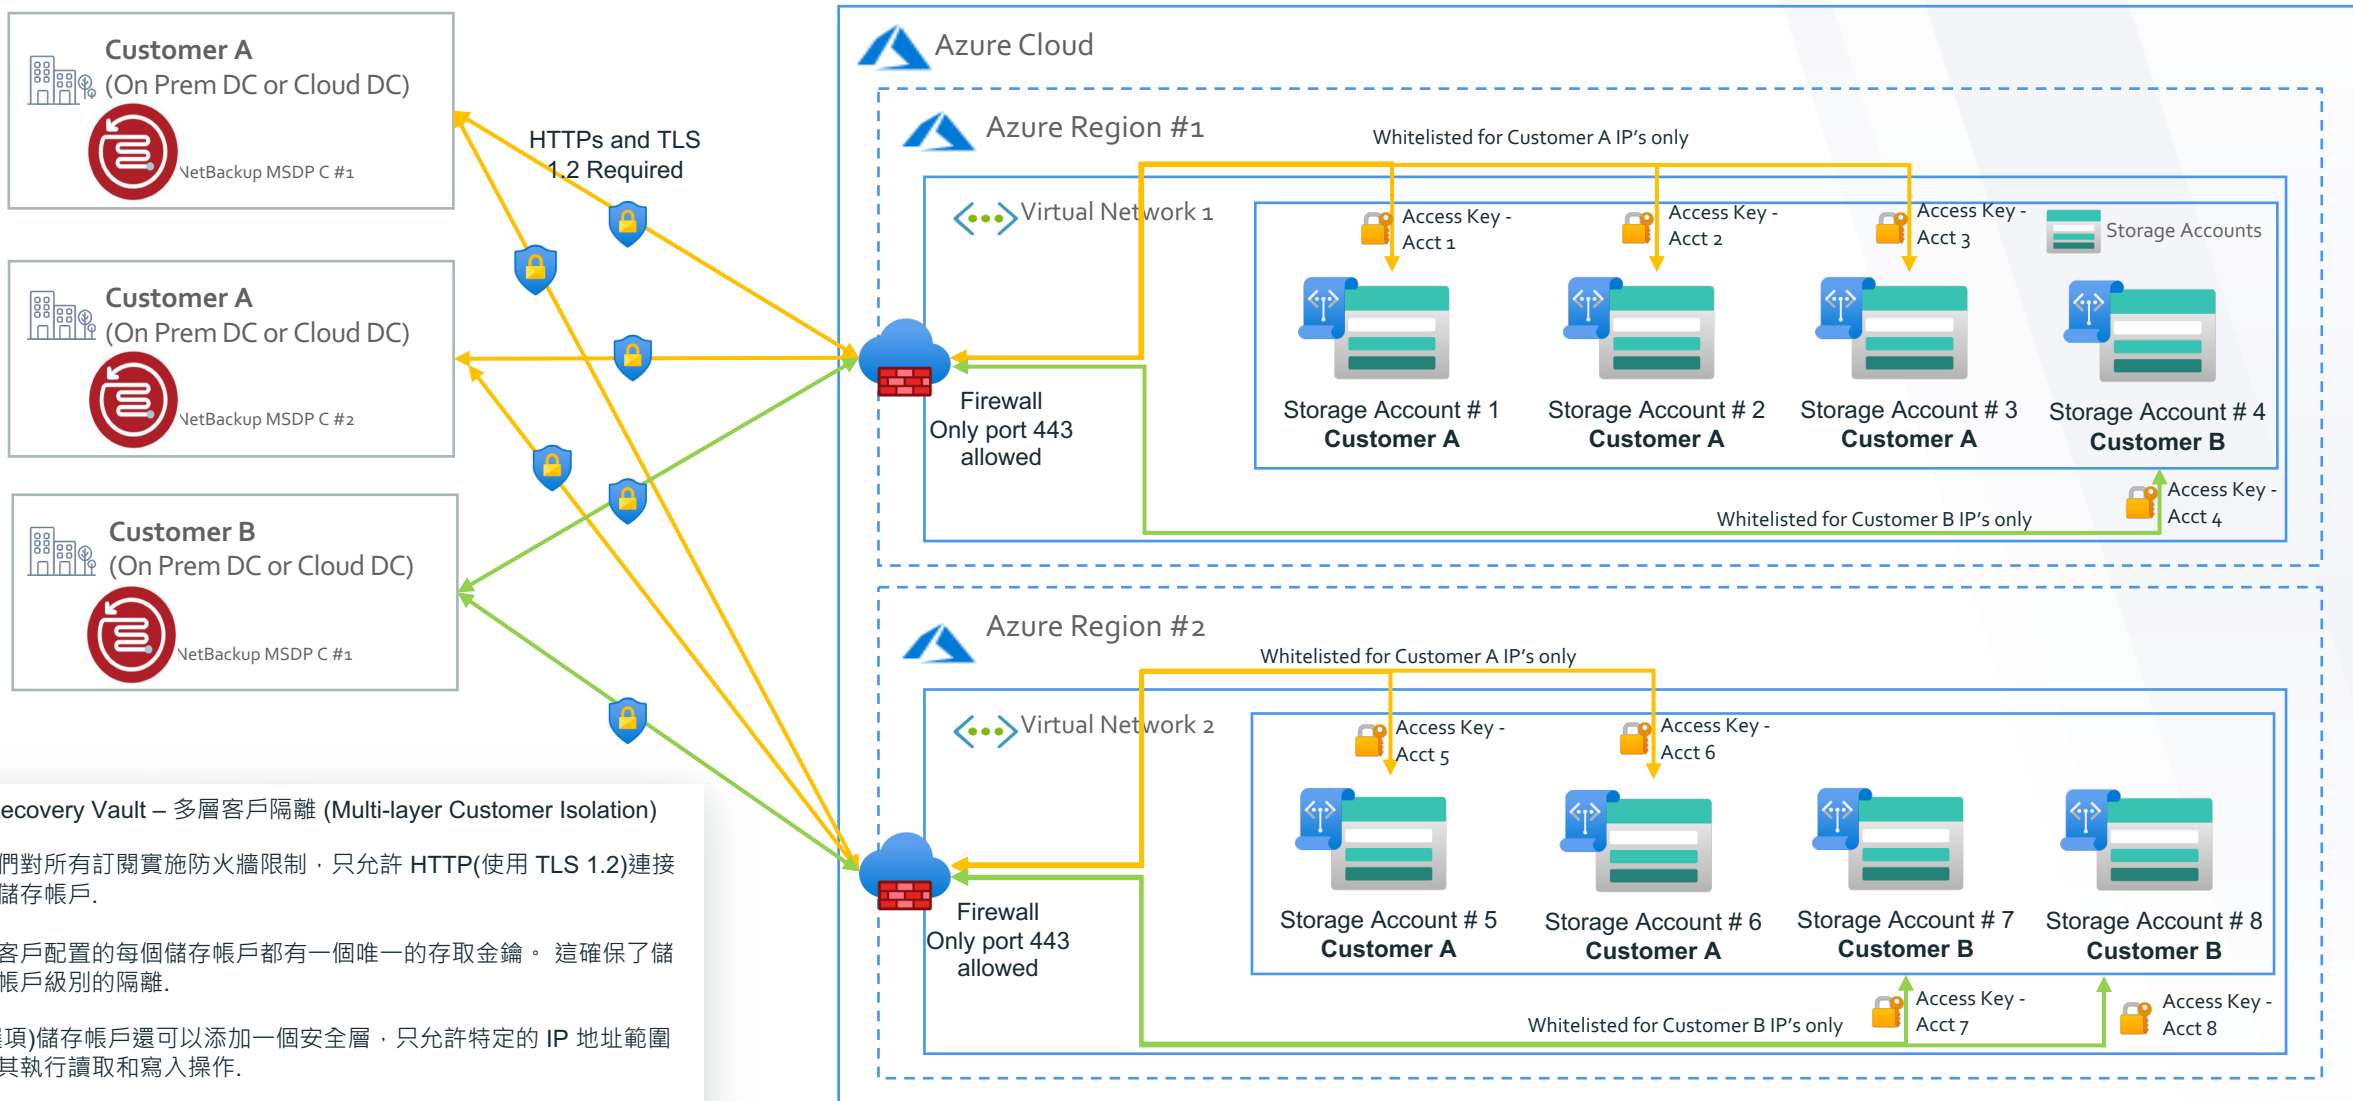 Customer A
(On Prem DC or Cloud DC)
NetBackup MSDP C #1
Customer A
(On Prem DC or Cloud DC)
NetBackup MSDP C #2
Customer B
(On Prem DC or Cloud DC)
NetBackup MSDP C #1
HTTPs and TLS
1.2 Required
Azure Cloud
Azure Region #1
Whitelisted for Customer A IP's only
Virtual Network 1
Access Key -
Acct 1
Access Key -
Acct 2
Access Key -
Acct 3
Storage Accounts
Firewall
Only port 443
allowed
Storage Account # 1
Customer A
Storage Account # 2
Customer A
Storage Account # 3
Customer A
Storage Account # 4
Customer B
Access Key -
Acct 4
Whitelisted for Customer B IP's only
Azure Region #2
Whitelisted for Customer A IP's only
Virtual Network 2
Access Key -
Acct 5
Access Key -
Acct 6
Firewall
Only port 443
allowed
Storage Account # 5
Customer A
Storage Account # 6
Customer A
Storage Account # 7
Customer B
Storage Account # 8
Customer B
Access Key -
Acct 7
Access Key -
Acct 8
Whitelisted for Customer B IP's only
ecovery Vault – 多層客戶隔離 (Multi-layer Customer Isolation)
們對所有訂閱實施防火牆限制，只允許 HTTP(使用 TLS 1.2)連接
儲存帳戶.
客戶配置的每個儲存帳戶都有一個唯一的存取金鑰。 這確保了儲
帳戶級別的隔離.
項)儲存帳戶還可以添加一個安全層，只允許特定的 IP 地址範圍
其執行讀取和寫入操作.